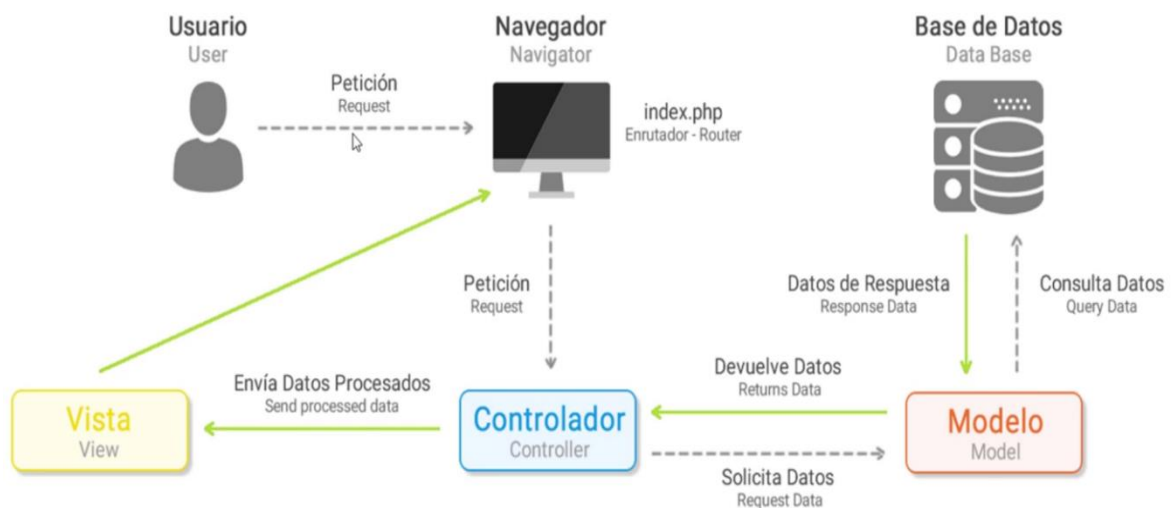 Usuario
User
Navegador
Navigator
Base de Datos
Data Base
Petición
Request
index.php
Enrutador - Router
Petición
Request
Datos de Respuesta
Response Data
Consulta Datos
Query Data
Envía Datos Procesados
Send processed data
Devuelve Datos
Returns Data
Vista
View
Controlador
Controller
Modelo
Model
Solicita Datos
Request Data